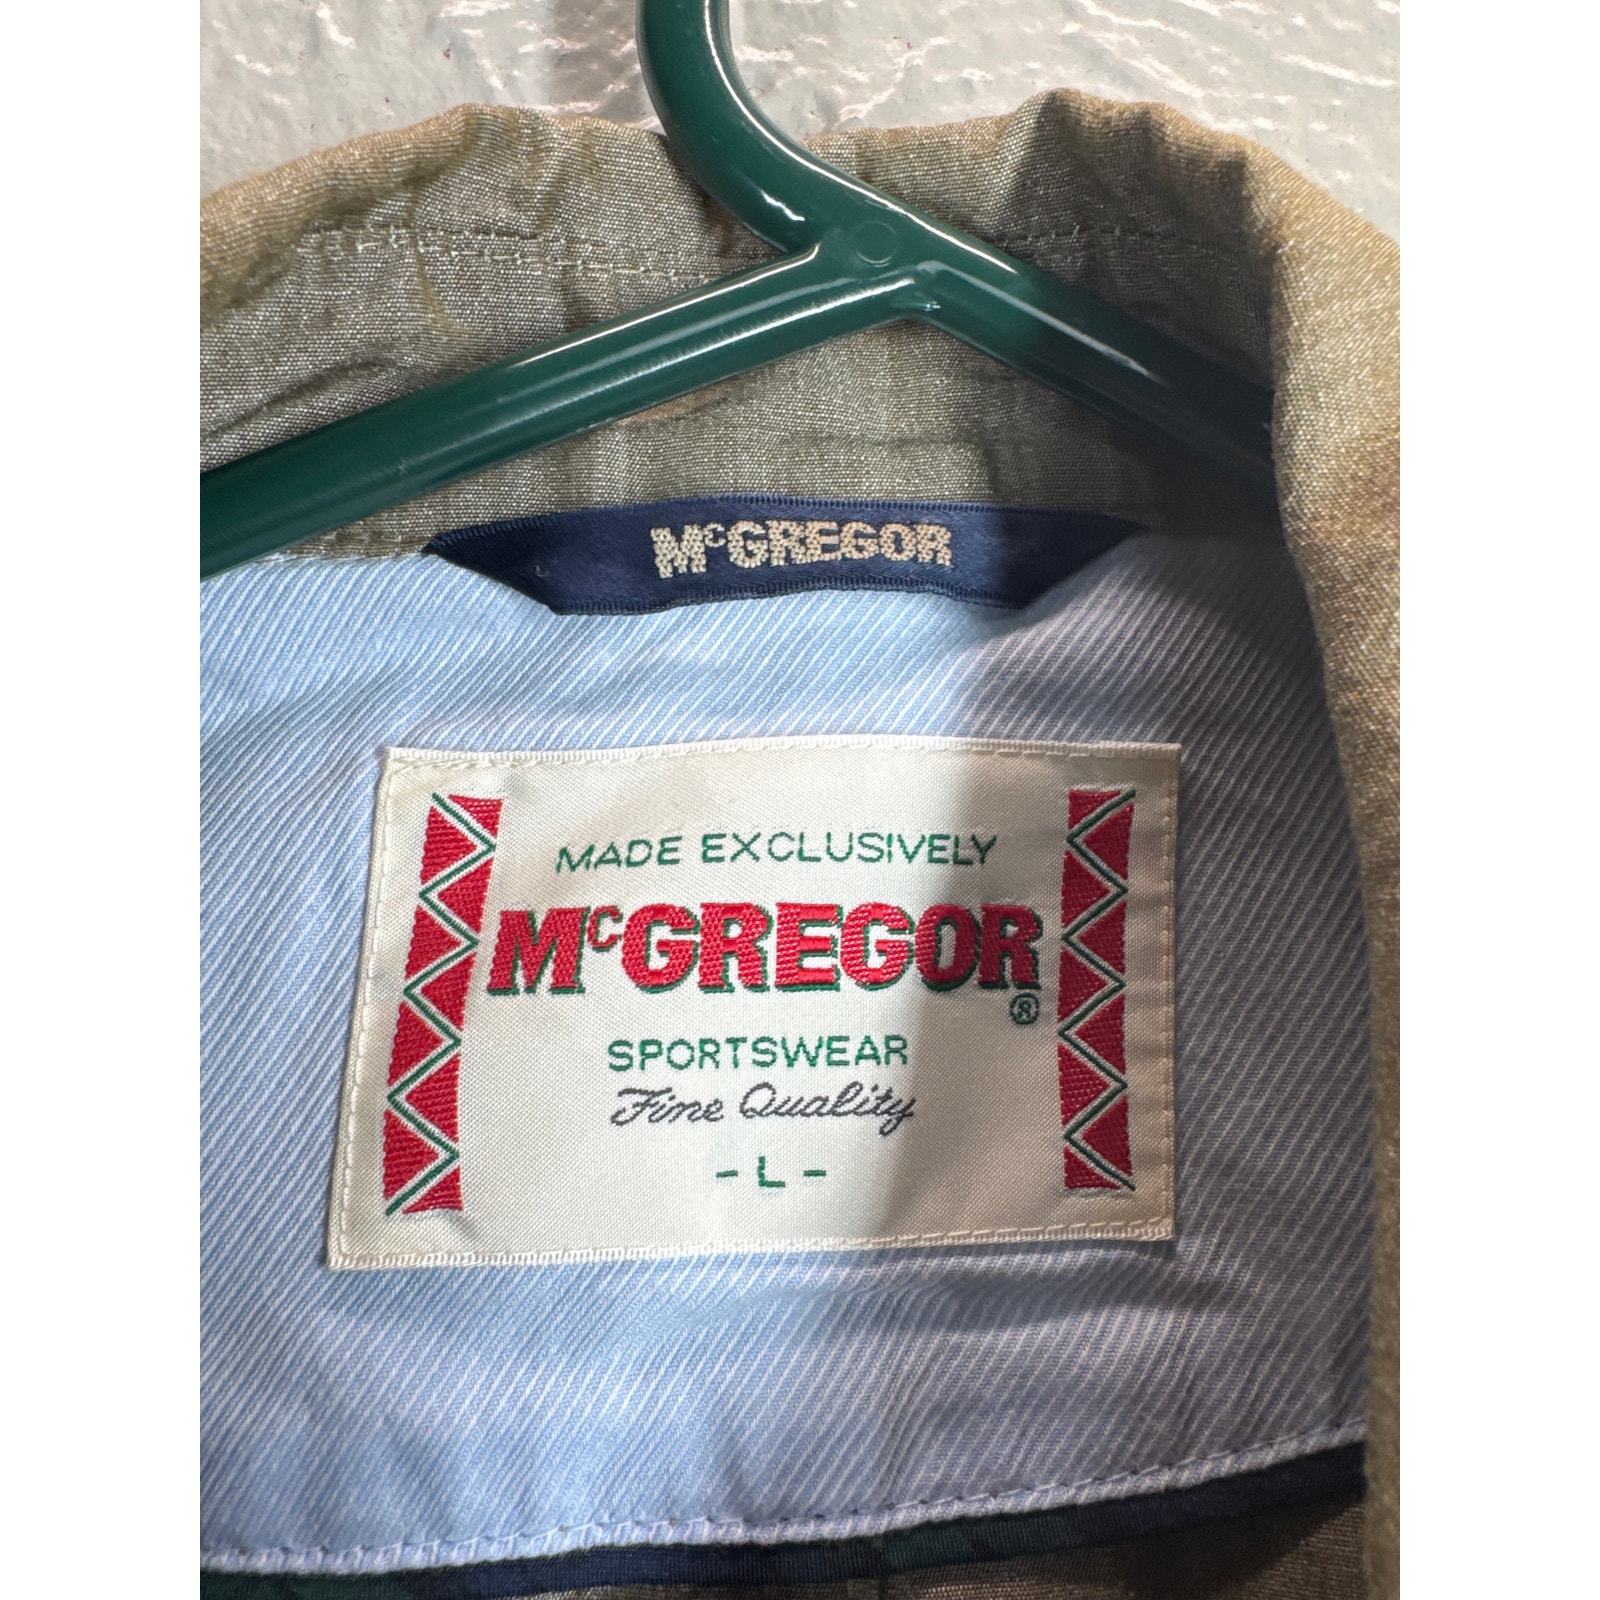 McGREGOR
MADE EXCLUSIVELY
McGREGOR®
SPORTSWEAR
Fine Quality
- L -